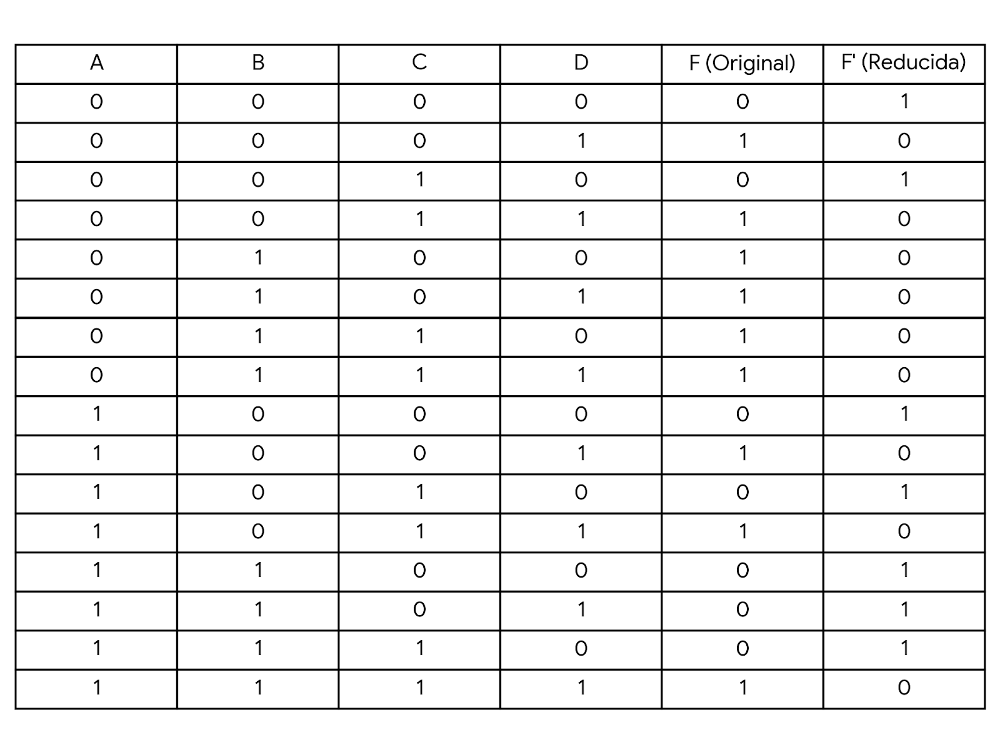 A B C D F (Original) F' (Reducida)
0 0 0 0 0 1
0 0 0 1 1 0
0 0 1 0 0 1
0 0 1 1 1 0
0 1 0 0 1 0
0 1 0 1 1 0
0 1 1 0 1 0
0 1 1 1 1 0
1 0 0 0 0 1
1 0 0 1 1 0
1 0 1 0 0 1
1 0 1 1 1 0
1 1 0 0 0 1
1 1 0 1 0 1
1 1 1 0 0 1
1 1 1 1 1 0